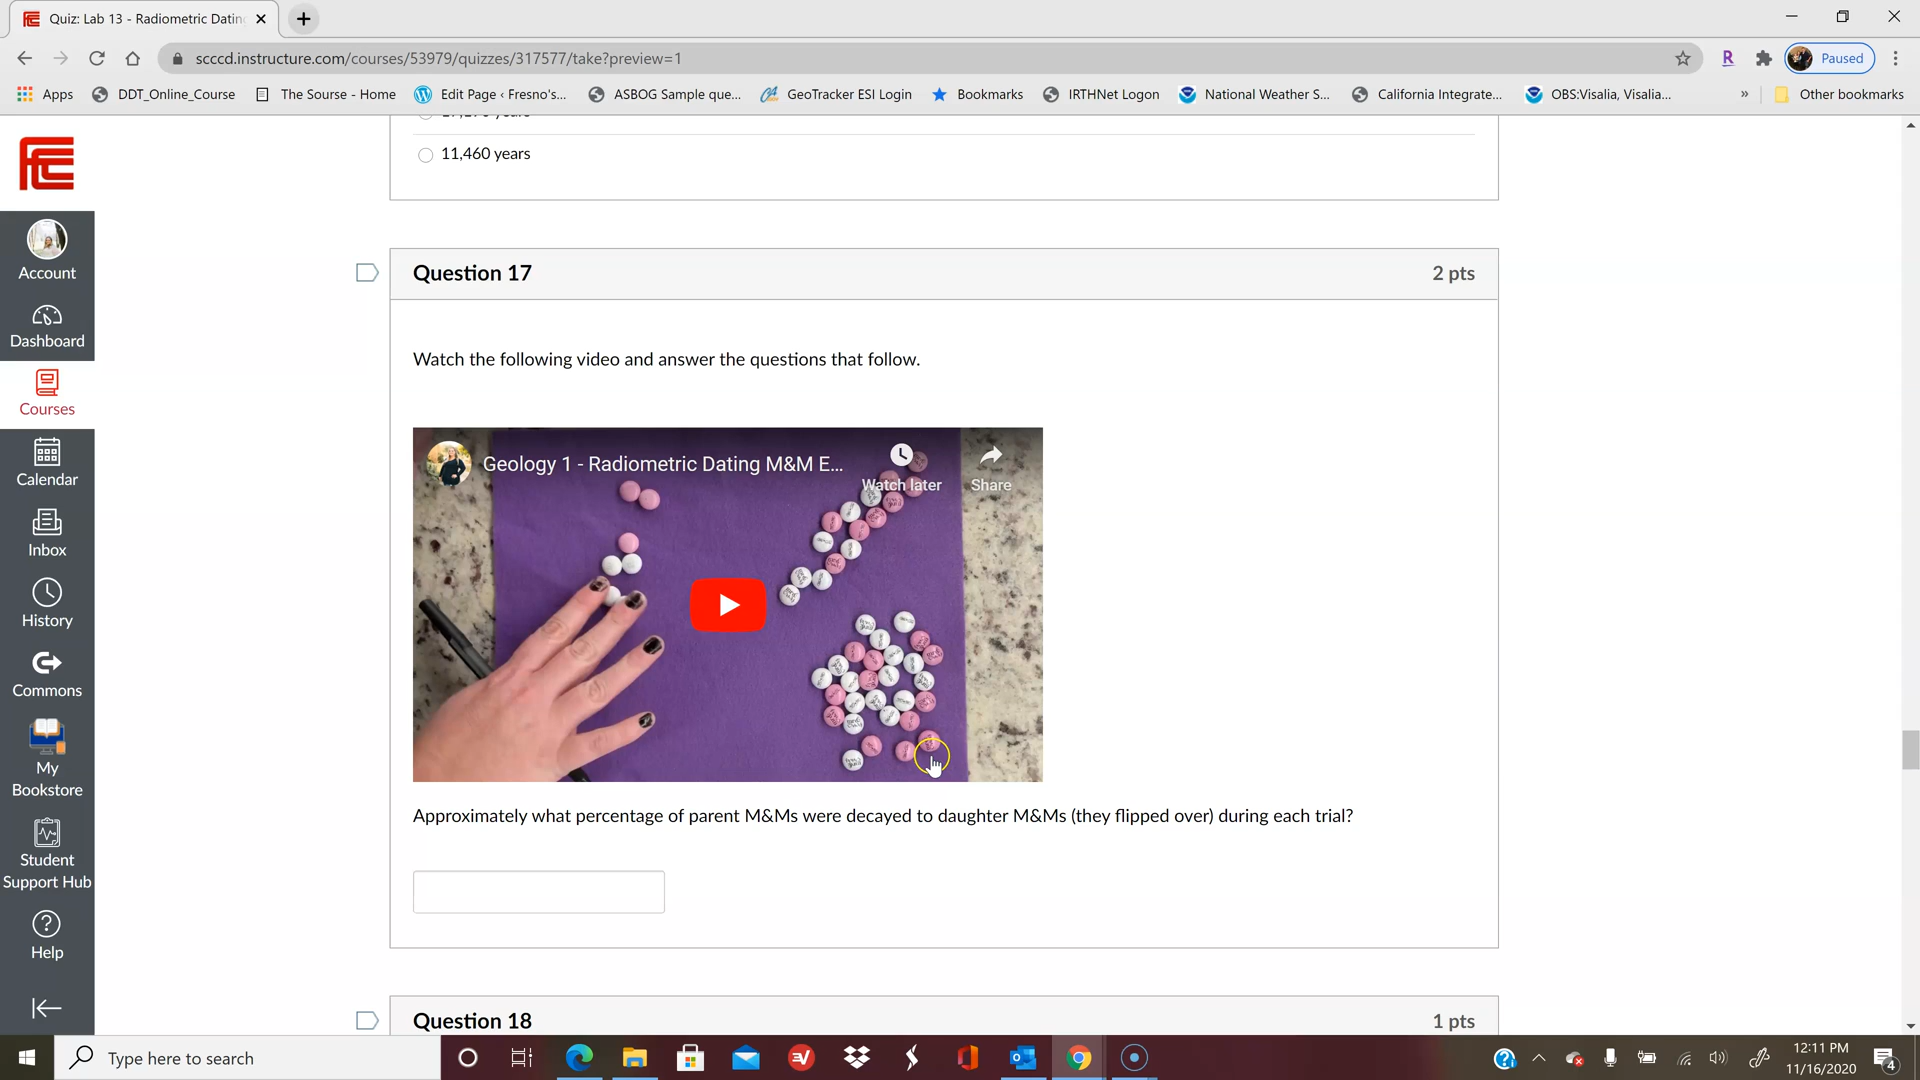 Quiz: Lab 13 - Radiometric Datin
scccd.instructure.com/courses/53979/quizzes/317577/take?preview=1
R
Paused
Apps
DDT_Online_Course
The Sourse - Home
Edit Page ‹ Fresno's...
ASBOG Sample que...
GeoTracker ESI Login
Bookmarks
IRTHNet Logon
National Weather S...
California Integrate...
OBS:Visalia, Visalia...
»
Other bookmarks
11,460 years
Account
Dashboard
Courses
Calendar
Inbox
History
Commons
My
Bookstore
Student
Support Hub
Help
Question 17
2 pts
Watch the following video and answer the questions that follow.
Geology 1 - Radiometric Dating M&M E...
Watch later
Share
Approximately what percentage of parent M&Ms were decayed to daughter M&Ms (they flipped over) during each trial?
Question 18
1 pts
Type here to search
12:11 PM
11/16/2020
4